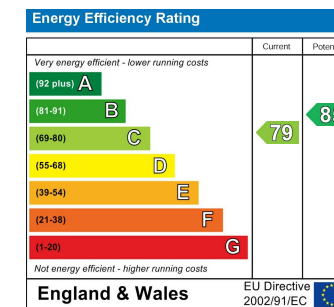 Energy Efficiency Rating
Current
Very energy efficient - lower running costs
(92 plus) A
(81-91) B
(69-80) C
79
(55-68) D
(39-54) E
(21-38) F
(1-20) G
Not energy efficient - higher running costs
England & Wales
EU Directive
2002/91/EC